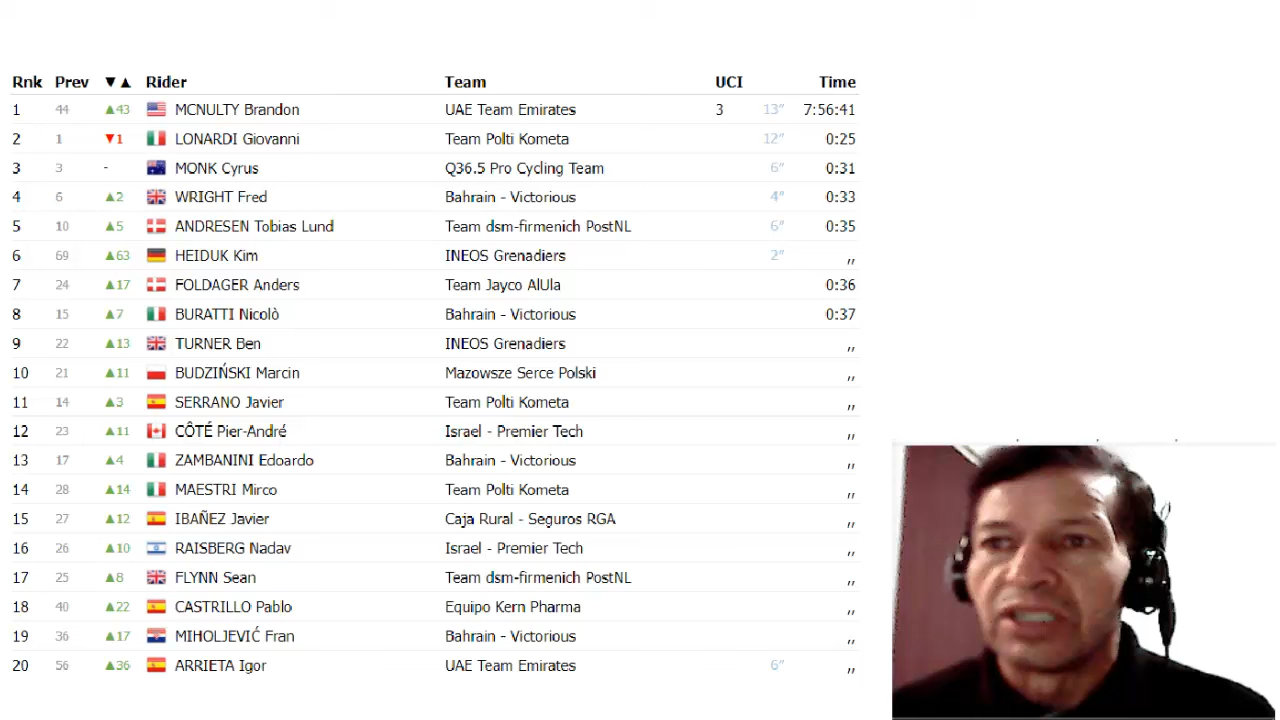 Rnk Prev ▼▲ Rider Team UCI Time
1 44 ▲43 MCNULTY Brandon UAE Team Emirates 3 13″ 7:56:41
2 1 ▼1 LONARDI Giovanni Team Polti Kometa 12″ 0:25
3 3 - MONK Cyrus Q36.5 Pro Cycling Team 6″ 0:31
4 6 ▲2 WRIGHT Fred Bahrain - Victorious 4″ 0:33
5 10 ▲5 ANDRESEN Tobias Lund Team dsm-firmenich PostNL 6″ 0:35
6 69 ▲63 HEIDUK Kim INEOS Grenadiers 2″ ,,
7 24 ▲17 FOLDAGER Anders Team Jayco AlUla 0:36
8 15 ▲7 BURATTI Nicolò Bahrain - Victorious 0:37
9 22 ▲13 TURNER Ben INEOS Grenadiers ,,
10 21 ▲11 BUDZIŃSKI Marcin Mazowsze Serce Polski ,,
11 14 ▲3 SERRANO Javier Team Polti Kometa ,,
12 23 ▲11 CÔTÉ Pier-André Israel - Premier Tech ,,
13 17 ▲4 ZAMBANINI Edoardo Bahrain - Victorious ,,
14 28 ▲14 MAESTRI Mirco Team Polti Kometa ,,
15 27 ▲12 IBAÑEZ Javier Caja Rural - Seguros RGA ,,
16 26 ▲10 RAISBERG Nadav Israel - Premier Tech ,,
17 25 ▲8 FLYNN Sean Team dsm-firmenich PostNL ,,
18 40 ▲22 CASTRILLO Pablo Equipo Kern Pharma ,,
19 36 ▲17 MIHOLJEVIĆ Fran Bahrain - Victorious ,,
20 56 ▲36 ARRIETA Igor UAE Team Emirates 6″ ,,